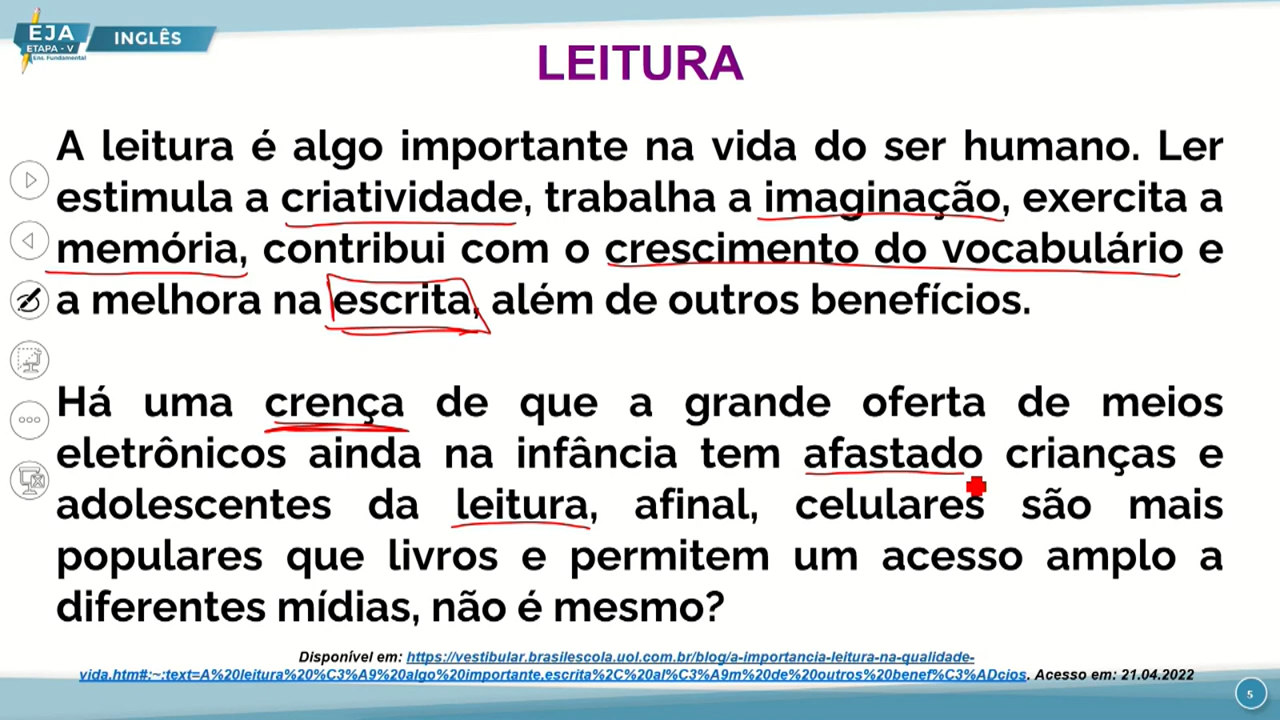 EJA
ETAPA - V
Ens. Fundamental
INGLÊS
LEITURA
A leitura é algo importante na vida do ser humano. Ler
estimula a criatividade, trabalha a imaginação, exercita a
memória, contribui com o crescimento do vocabulário e
a melhora na escrita, além de outros benefícios.
Há uma crença de que a grande oferta de meios
eletrônicos ainda na infância tem afastado crianças e
adolescentes da leitura, afinal, celulares são mais
populares que livros e permitem um acesso amplo a
diferentes mídias, não é mesmo?
Disponível em: https://vestibular.brasilescola.uol.com.br/blog/a-importancia-leitura-na-qualidade-
vida.htm#:~:text=A%20leitura%20%C3%A9%20algo%20importante,escrita%2C%20al%C3%A9m%20de%20outros%20benef%C3%ADcios. Acesso em: 21.04.2022
5